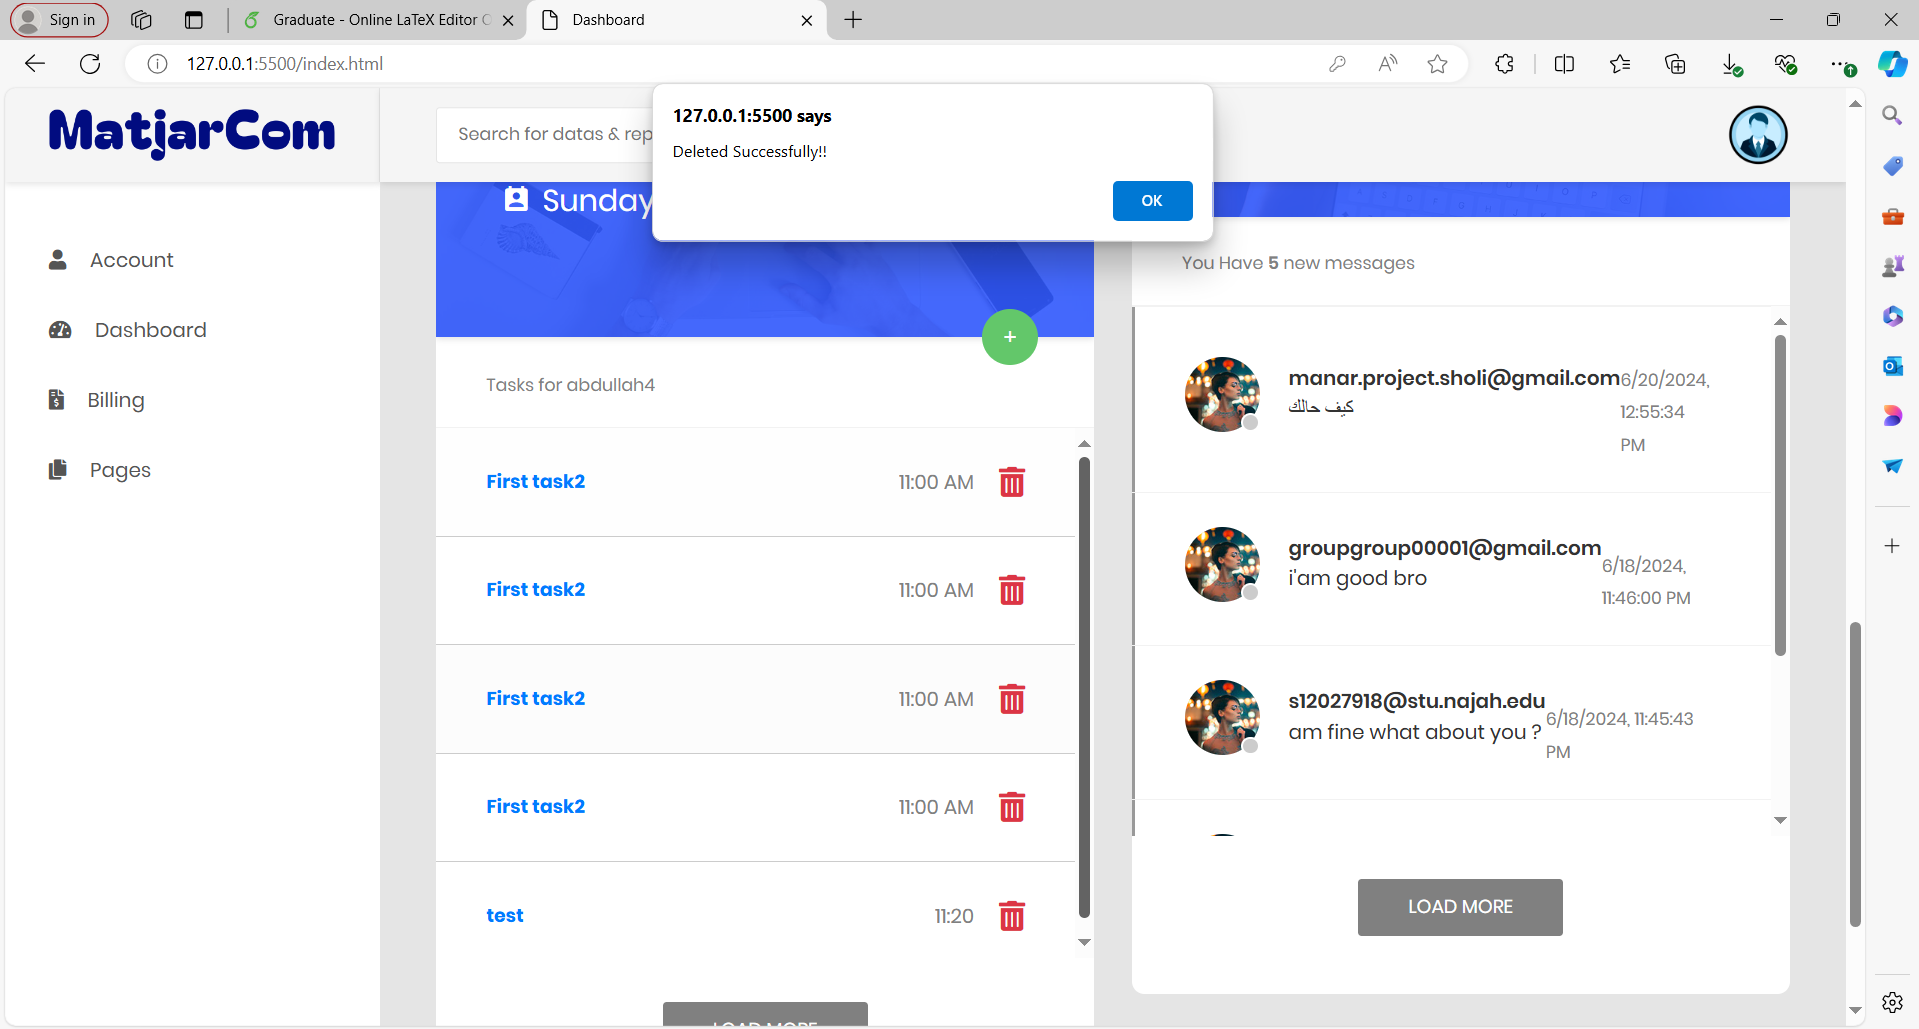 Sign in
Graduate - Online LaTeX Editor
Dashboard
127.0.0.1:5500/index.html
MatjarCom
Search for datas & rep
127.0.0.1:5500 says
Deleted Successfully!!
OK
Account
Dashboard
Billing
Pages
Sunday
Tasks for abdullah4
First task2 11:00 AM
First task2 11:00 AM
First task2 11:00 AM
First task2 11:00 AM
test 11:20
LOAD MORE
You Have 5 new messages
manar.project.sholi@gmail.com 6/20/2024,
كيف حالك 12:55:34
PM
groupgroup00001@gmail.com 6/18/2024,
i'am good bro 11:46:00 PM
s12027918@stu.najah.edu 6/18/2024, 11:45:43
am fine what about you ? PM
LOAD MORE